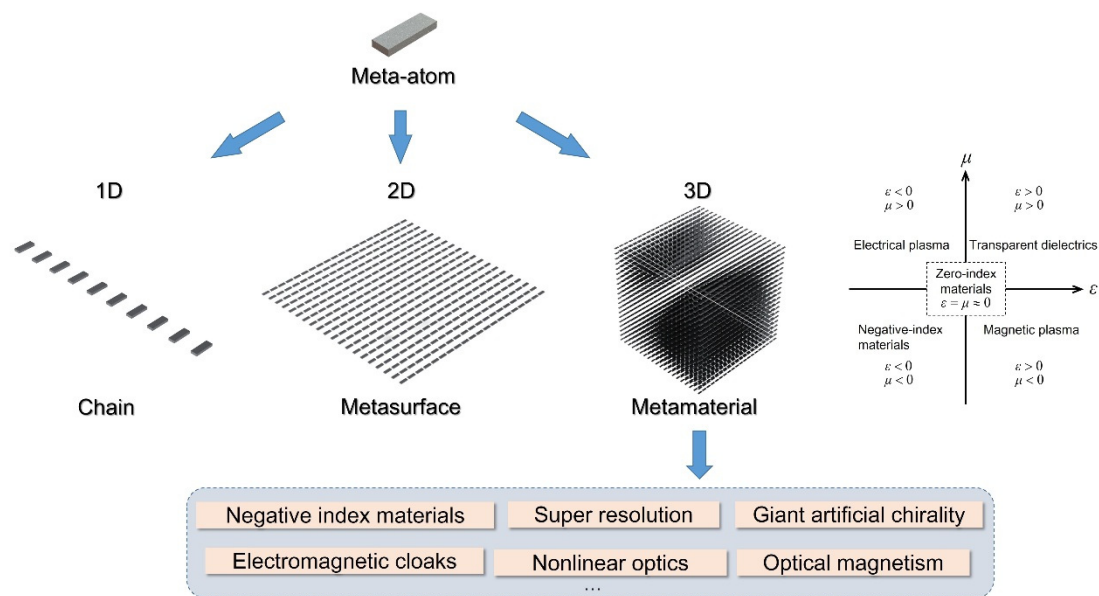 Meta-atom
1D
2D
3D
Chain
Metasurface
Metamaterial
μ
ε < 0
μ > 0
ε > 0
μ > 0
Electrical plasma
Transparent dielectrics
Zero-index
materials
ε = μ ≈ 0
ε
Negative-index
materials
Magnetic plasma
ε < 0
μ < 0
ε > 0
μ < 0
Negative index materials
Super resolution
Giant artificial chirality
Electromagnetic cloaks
Nonlinear optics
Optical magnetism
...